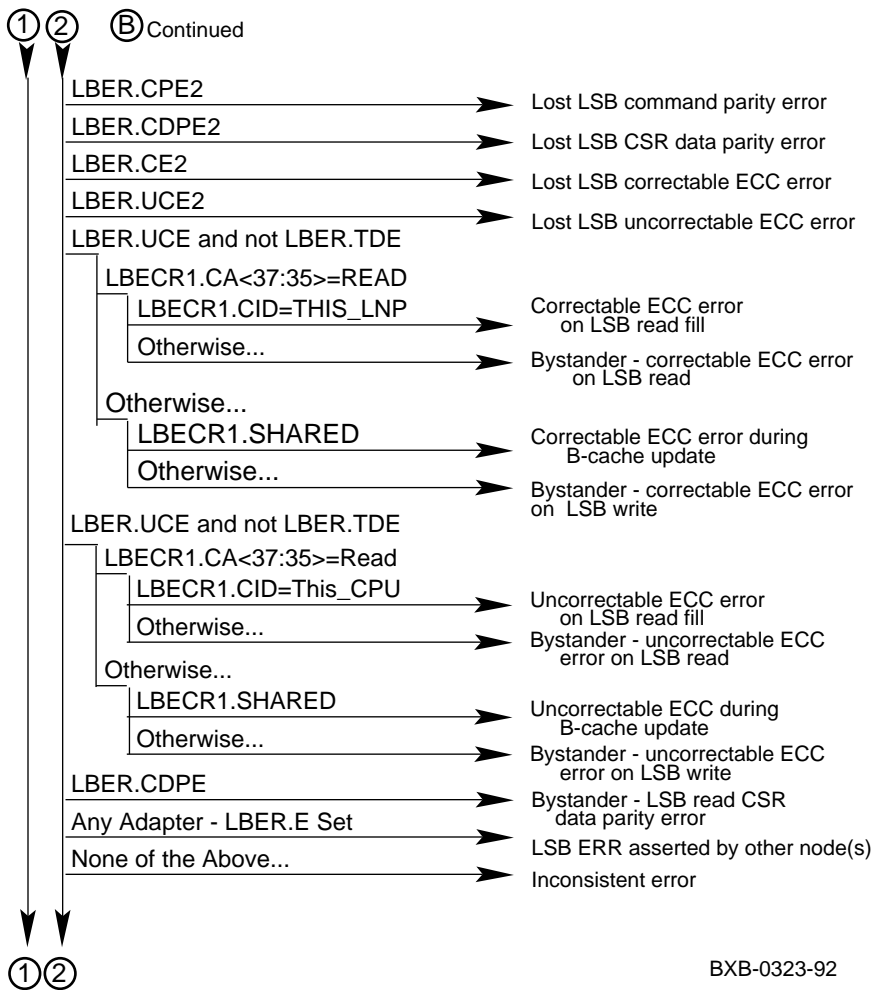 1 2 B Continued
LBER.CPE2
Lost LSB command parity error
LBER.CDPE2
Lost LSB CSR data parity error
LBER.CE2
Lost LSB correctable ECC error
LBER.UCE2
Lost LSB uncorrectable ECC error
LBER.UCE and not LBER.TDE
LBECR1.CA<37:35>=READ
LBECR1.CID=THIS_LNP
Correctable ECC error
on LSB read fill
Otherwise...
Bystander - correctable ECC error
on LSB read
Otherwise...
LBECR1.SHARED
Correctable ECC error during
B-cache update
Otherwise...
Bystander - correctable ECC error
on LSB write
LBER.UCE and not LBER.TDE
LBECR1.CA<37:35>=Read
LBECR1.CID=This_CPU
Uncorrectable ECC error
on LSB read fill
Otherwise...
Bystander - uncorrectable ECC
error on LSB read
Otherwise...
LBECR1.SHARED
Uncorrectable ECC during
B-cache update
Otherwise...
Bystander - uncorrectable ECC
error on LSB write
LBER.CDPE
Bystander - LSB read CSR
data parity error
Any Adapter - LBER.E Set
LSB ERR asserted by other node(s)
None of the Above...
Inconsistent error
1 2
BXB-0323-92